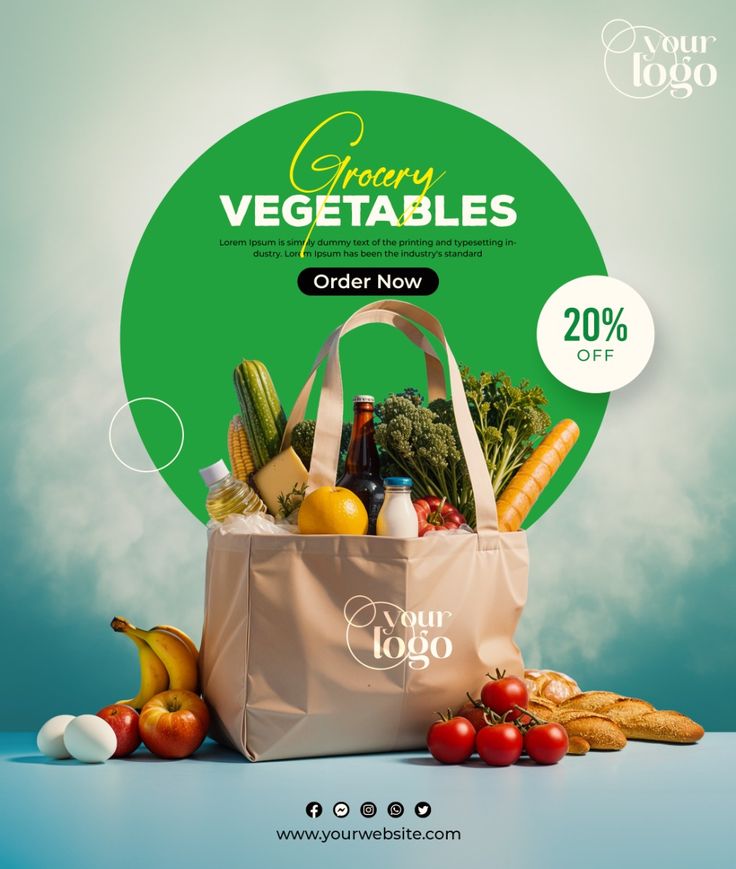 your
logo
Grocery
VEGETABLES
Lorem Ipsum is simply dummy text of the printing and typesetting in-
dustry. Lorem Ipsum has been the industry's standard
Order Now
20%
OFF
your
logo
www.yourwebsite.com